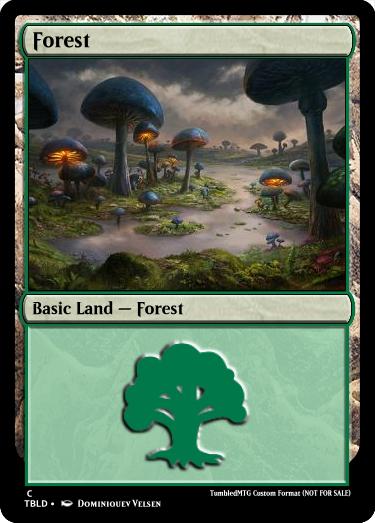 Forest
Basic Land — Forest
C
TBLD • Dominiquev Velsen
TumbledMTG Custom Format (NOT FOR SALE)